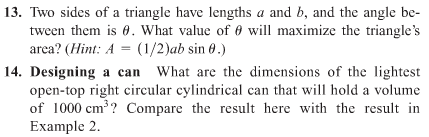 13. Two sides of a triangle have lengths a and b, and the angle be-
tween them is θ. What value of θ will maximize the triangle's
area? (Hint: A = (1/2)ab sin θ.)
14. Designing a can What are the dimensions of the lightest
open-top right circular cylindrical can that will hold a volume
of 1000 cm³? Compare the result here with the result in
Example 2.